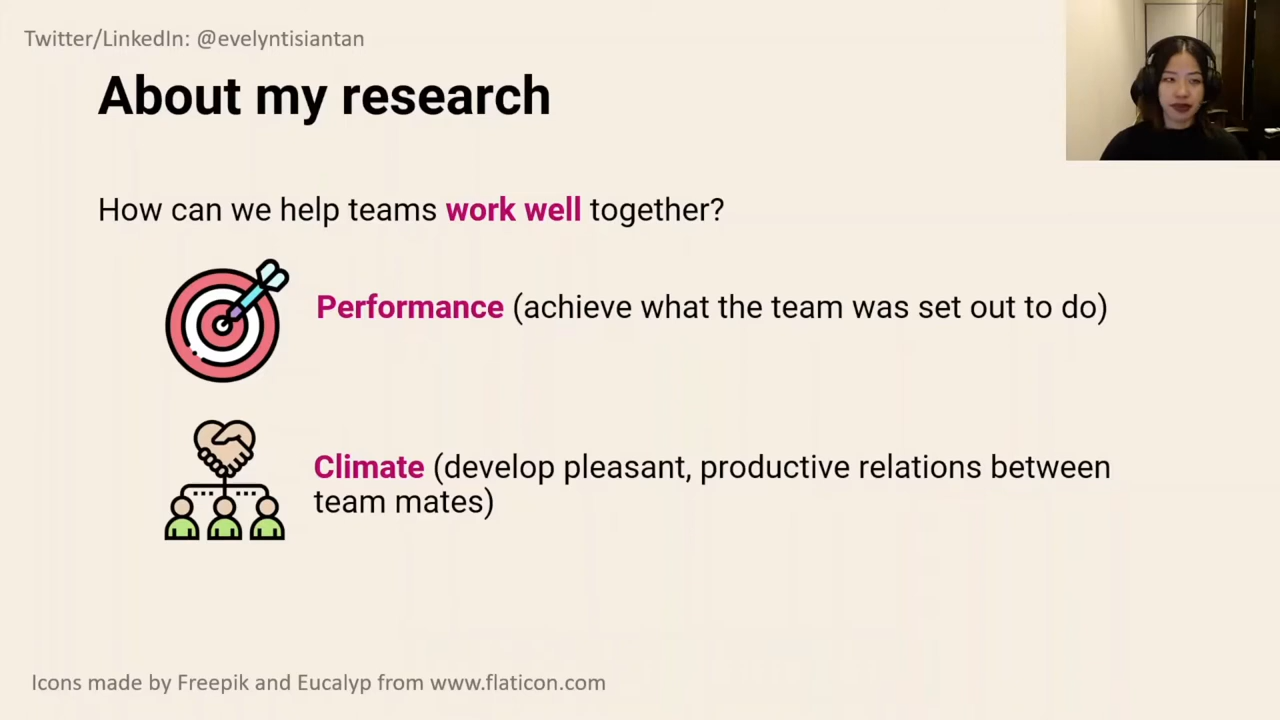 Twitter/LinkedIn: @evelyntisiantan
About my research
How can we help teams work well together?
Performance (achieve what the team was set out to do)
Climate (develop pleasant, productive relations between
team mates)
Icons made by Freepik and Eucalyp from www.flaticon.com